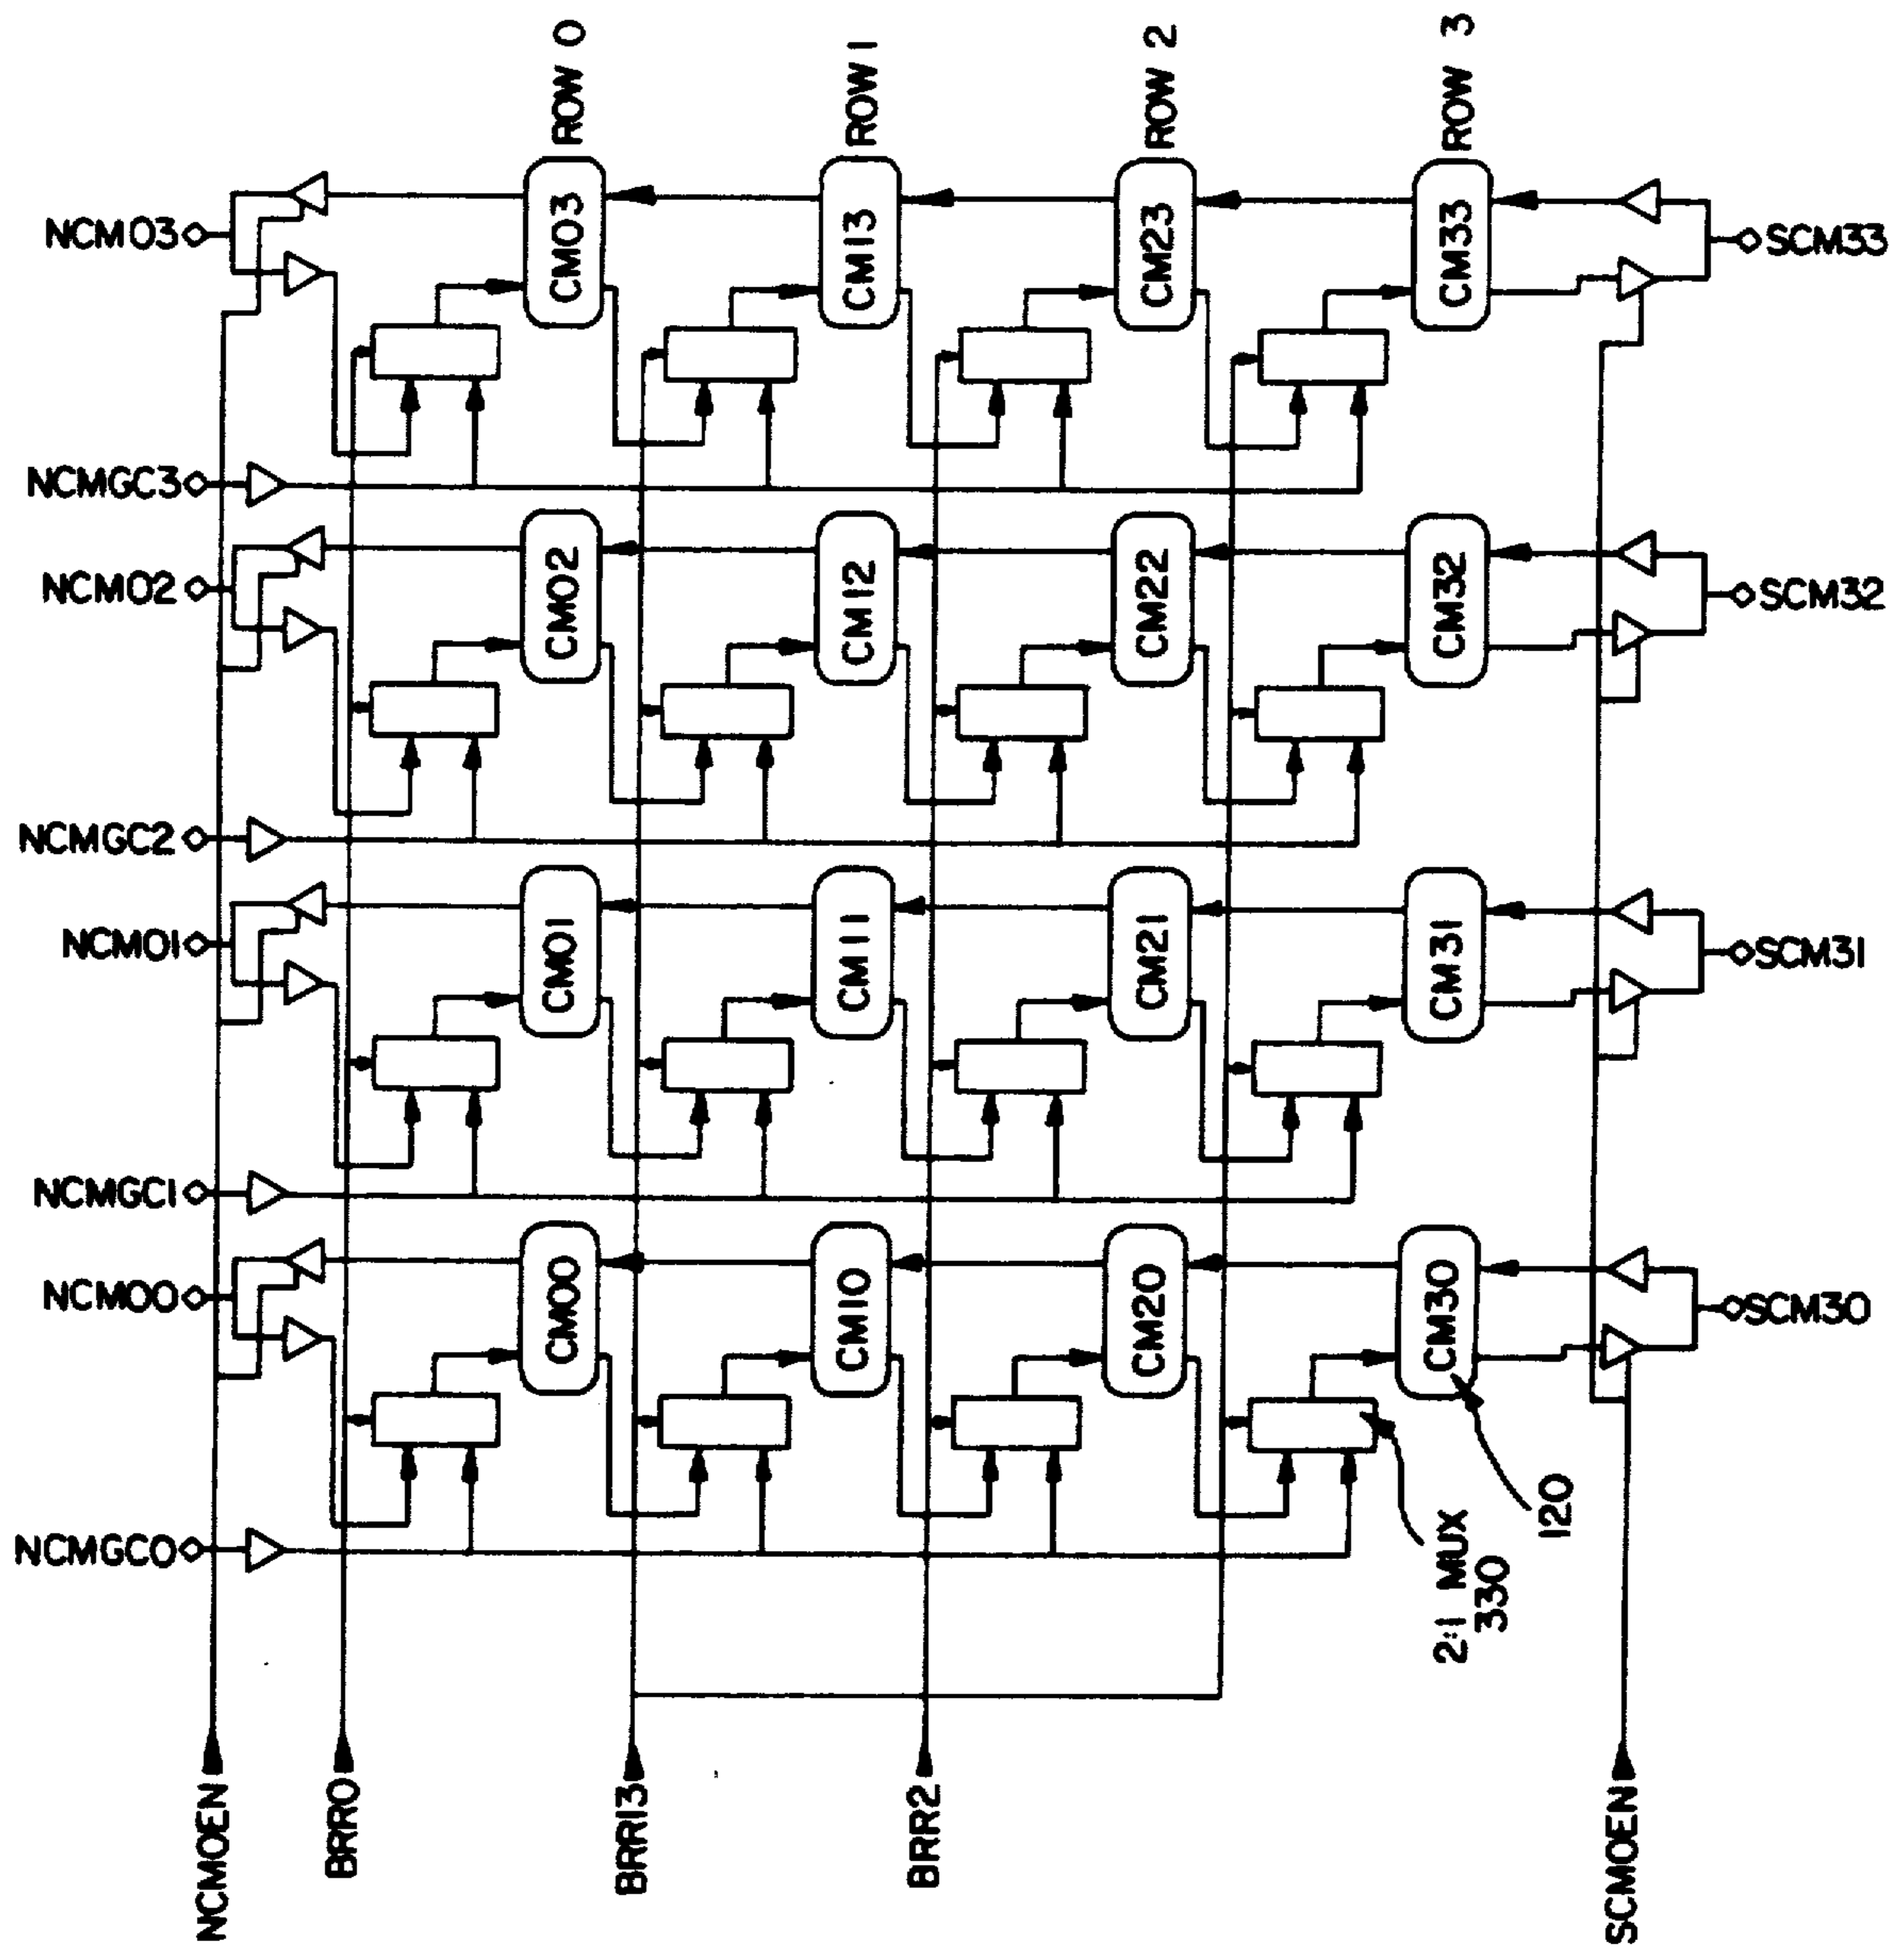 NCM03
NCMGC3
NCM02
NCMGC2
NCM01
NCMGC1
NCM00
NCMGC0
ROW 0
ROW 1
ROW 2
ROW 3
CM03
CM13
CM23
CM33
CM02
CM12
CM22
CM32
CM01
CM11
CM21
CM31
CM00
CM10
CM20
CM30
SCM33
SCM32
SCM31
SCM30
120
2:1 MUX
330
NCMOEN
BRR0
BRR13
BRR2
SCMOEN